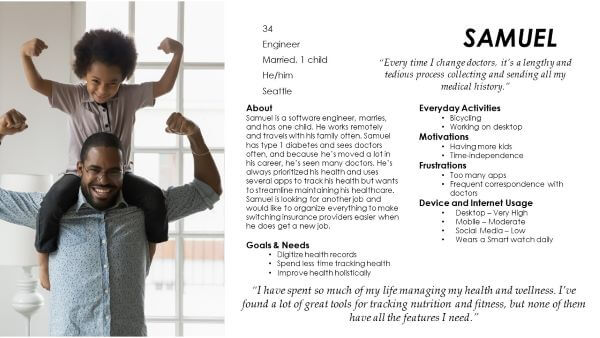 34
Engineer
Married, 1 child
He/him
Seattle
SAMUEL
“Every time I change doctors, it’s a lengthy and
tedious process collecting and sending all my
medical history.”
About
Samuel is a software engineer, married,
and has one child. He works remotely
and travels with his family often. Samuel
has type 1 diabetes and sees doctors
often, and because he’s moved a lot in
his career, he’s seen many doctors. He’s
always prioritized his health and uses
several apps to track his health but wants
to streamline maintaining his healthcare.
Samuel is looking for another job and
would like to organize everything to make
switching insurance providers easier when
he does get a new job.
Goals & Needs
• Digitize health records
• Spend less time tracking health
• Improve health holistically
Everyday Activities
• Bicycling
• Working on desktop
Motivations
• Having more kids
• Time-independence
Frustrations
• Too many apps
• Frequent correspondence with
doctors
Device and Internet Usage
• Desktop – Very High
• Mobile – Moderate
• Social Media – Low
• Wears a Smart watch daily
“I have spent so much of my life managing my health and wellness. I’ve
found a lot of great tools for tracking nutrition and fitness, but none of them
have all the features I need.”